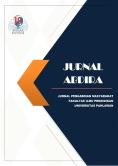 JURNAL
ABDIRA
JURNAL PENGABDIAN MASYARAKAT
FAKULTAS ILMU PENDIDIKAN
UNIVERSITAS PAHLAWAN